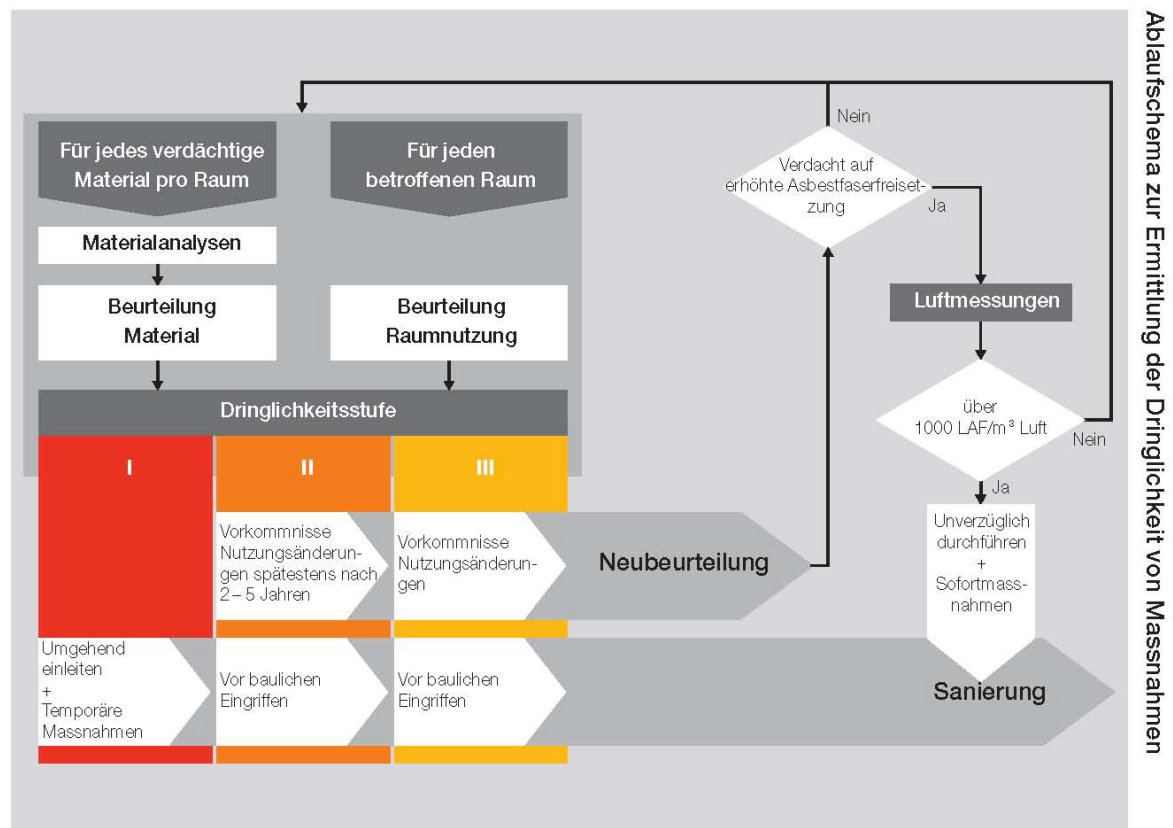 Ablaufschema zur Ermittlung der Dringlichkeit von Massnahmen
Für jedes verdächtige
Material pro Raum
Für jeden
betroffenen Raum
Materialanalysen
Beurteilung
Material
Beurteilung
Raumnutzung
Dringlichkeitsstufe
I
II
III
Vorkommnisse
Nutzungsänderun-
gen spätestens nach
2 – 5 Jahren
Vorkommnisse
Nutzungsänderun-
gen
Neubeurteilung
Umgehend
einleiten
+
Temporäre
Massnahmen
Vor baulichen
Eingriffen
Vor baulichen
Eingriffen
Sanierung
Nein
Verdacht auf
erhöhte Asbestfaserfreiset-
zung
Ja
Luftmessungen
über
1000 LAF/m³ Luft
Nein
Ja
Unverzüglich
durchführen
+
Sofortmass-
nahmen